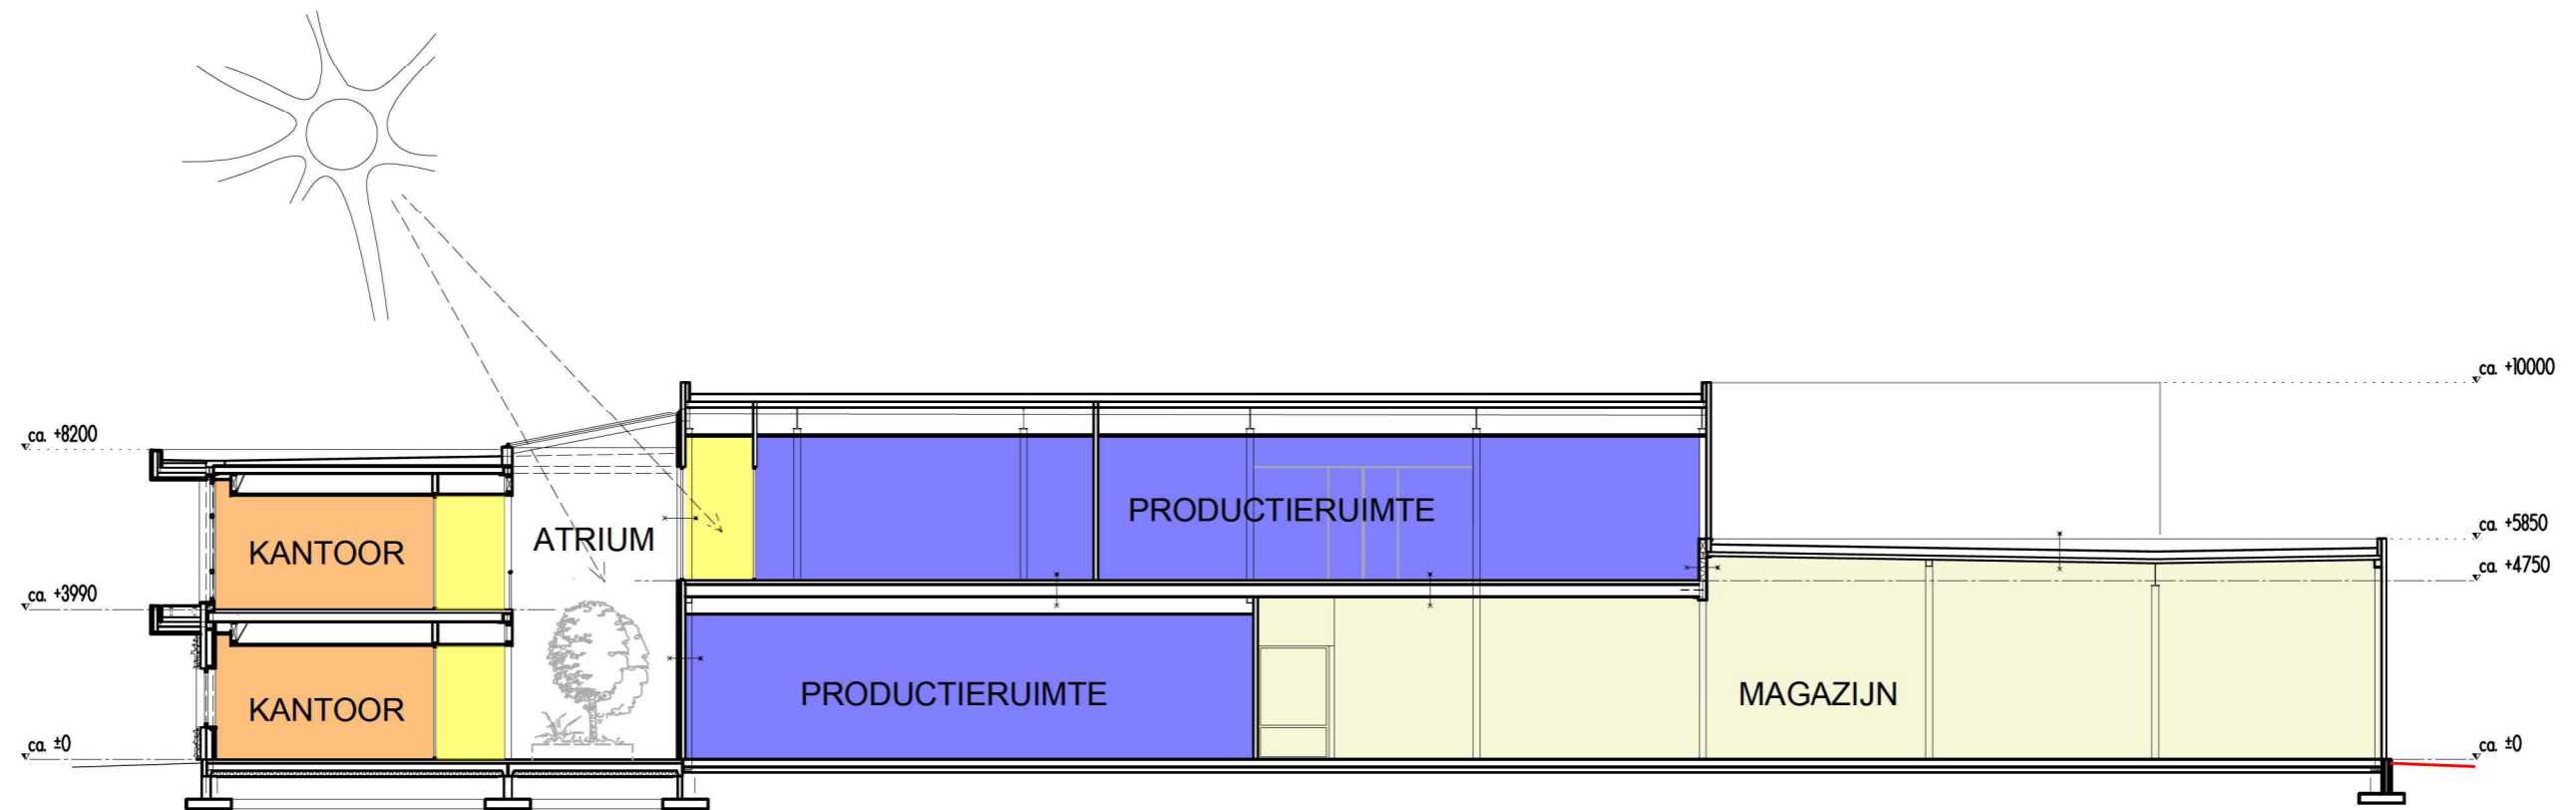 ca. +10000
ca. +8200
PRODUCTIERUIMTE
ca. +5850
ATRIUM
KANTOOR
ca. +4750
ca. +3990
PRODUCTIERUIMTE
MAGAZIJN
KANTOOR
ca. ±0
ca. ±0